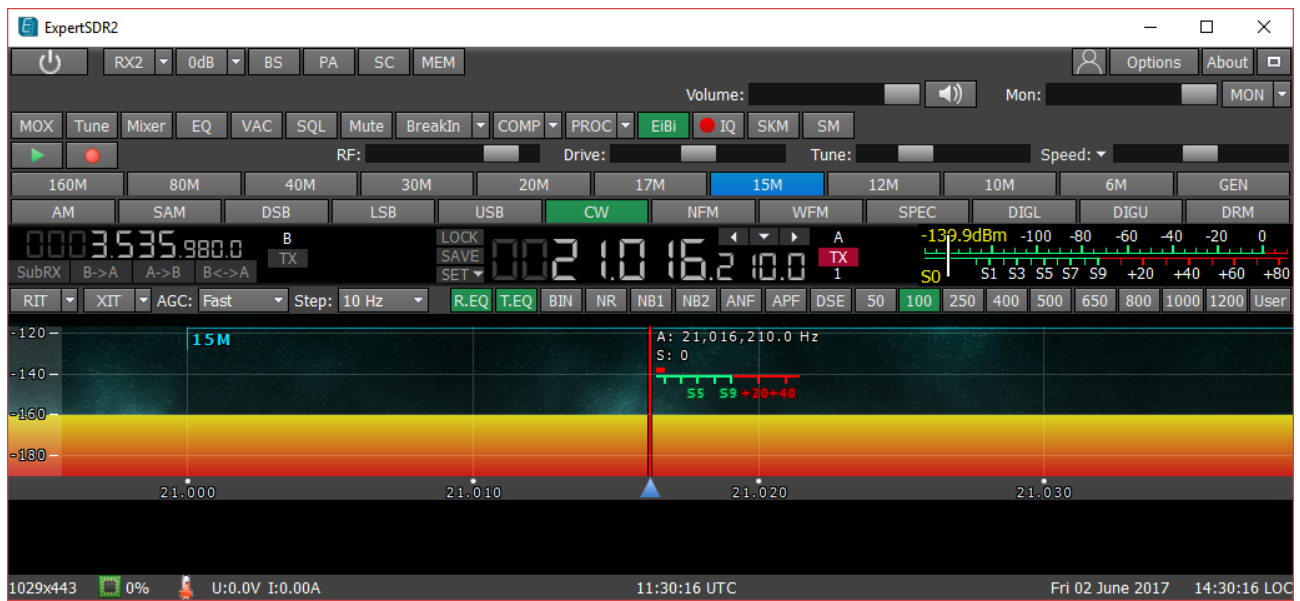 ExpertSDR2
RX2 0dB BS PA SC MEM Options About
Volume: Mon: MON
MOX Tune Mixer EQ VAC SQL Mute BreakIn COMP PROC EiBi IQ SKM SM
RF: Drive: Tune: Speed:
160M 80M 40M 30M 20M 17M 15M 12M 10M 6M GEN
AM SAM DSB LSB USB CW NFM WFM SPEC DIGL DIGU DRM
3.535.980.0 B TX LOCK SAVE SET 21.016.210.0 A TX 1 -139.9dBm -100 -80 -60 -40 -20 0
SubRX B->A A->B B<->A S0 S1 S3 S5 S7 S9 +20 +40 +60 +80
RIT XIT AGC: Fast Step: 10 Hz R.EQ T.EQ BIN NR NB1 NB2 ANF APF DSE 50 100 250 400 500 650 800 1000 1200 User
-120 15M A: 21,016,210.0 Hz
S: 0
-140
S5 S9 +20 +40
-160
-180
21.000 21.010 21.020 21.030
1029x443 0% U:0.0V I:0.00A 11:30:16 UTC Fri 02 June 2017 14:30:16 LOC